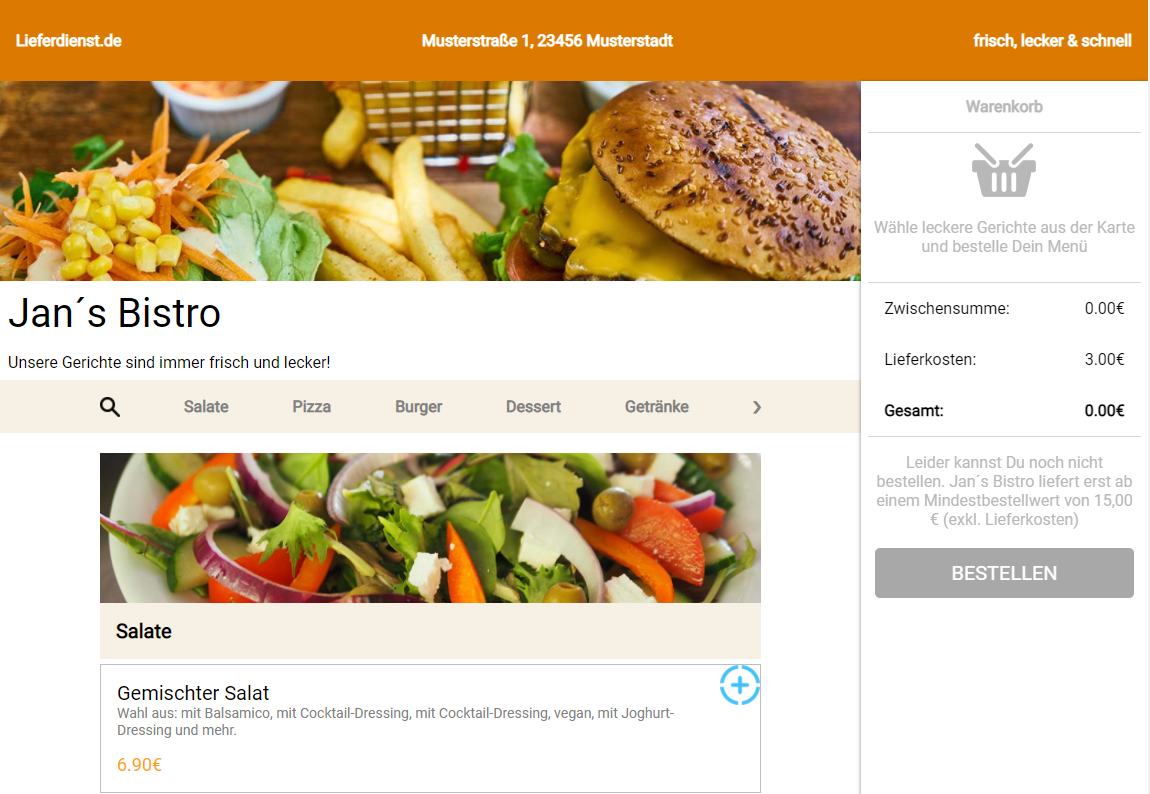 Lieferdienst.de
Musterstraße 1, 23456 Musterstadt
frisch, lecker & schnell
Jan´s Bistro
Unsere Gerichte sind immer frisch und lecker!
Salate
Pizza
Burger
Dessert
Getränke
Salate
Gemischter Salat
Wahl aus: mit Balsamico, mit Cocktail-Dressing, mit Cocktail-Dressing, vegan, mit Joghurt-
Dressing und mehr.
6.90€
Warenkorb
Wähle leckere Gerichte aus der Karte
und bestelle Dein Menü
Zwischensumme: 0.00€
Lieferkosten: 3.00€
Gesamt: 0.00€
Leider kannst Du noch nicht
bestellen. Jan´s Bistro liefert erst ab
einem Mindestbestellwert von 15,00
€ (exkl. Lieferkosten)
BESTELLEN